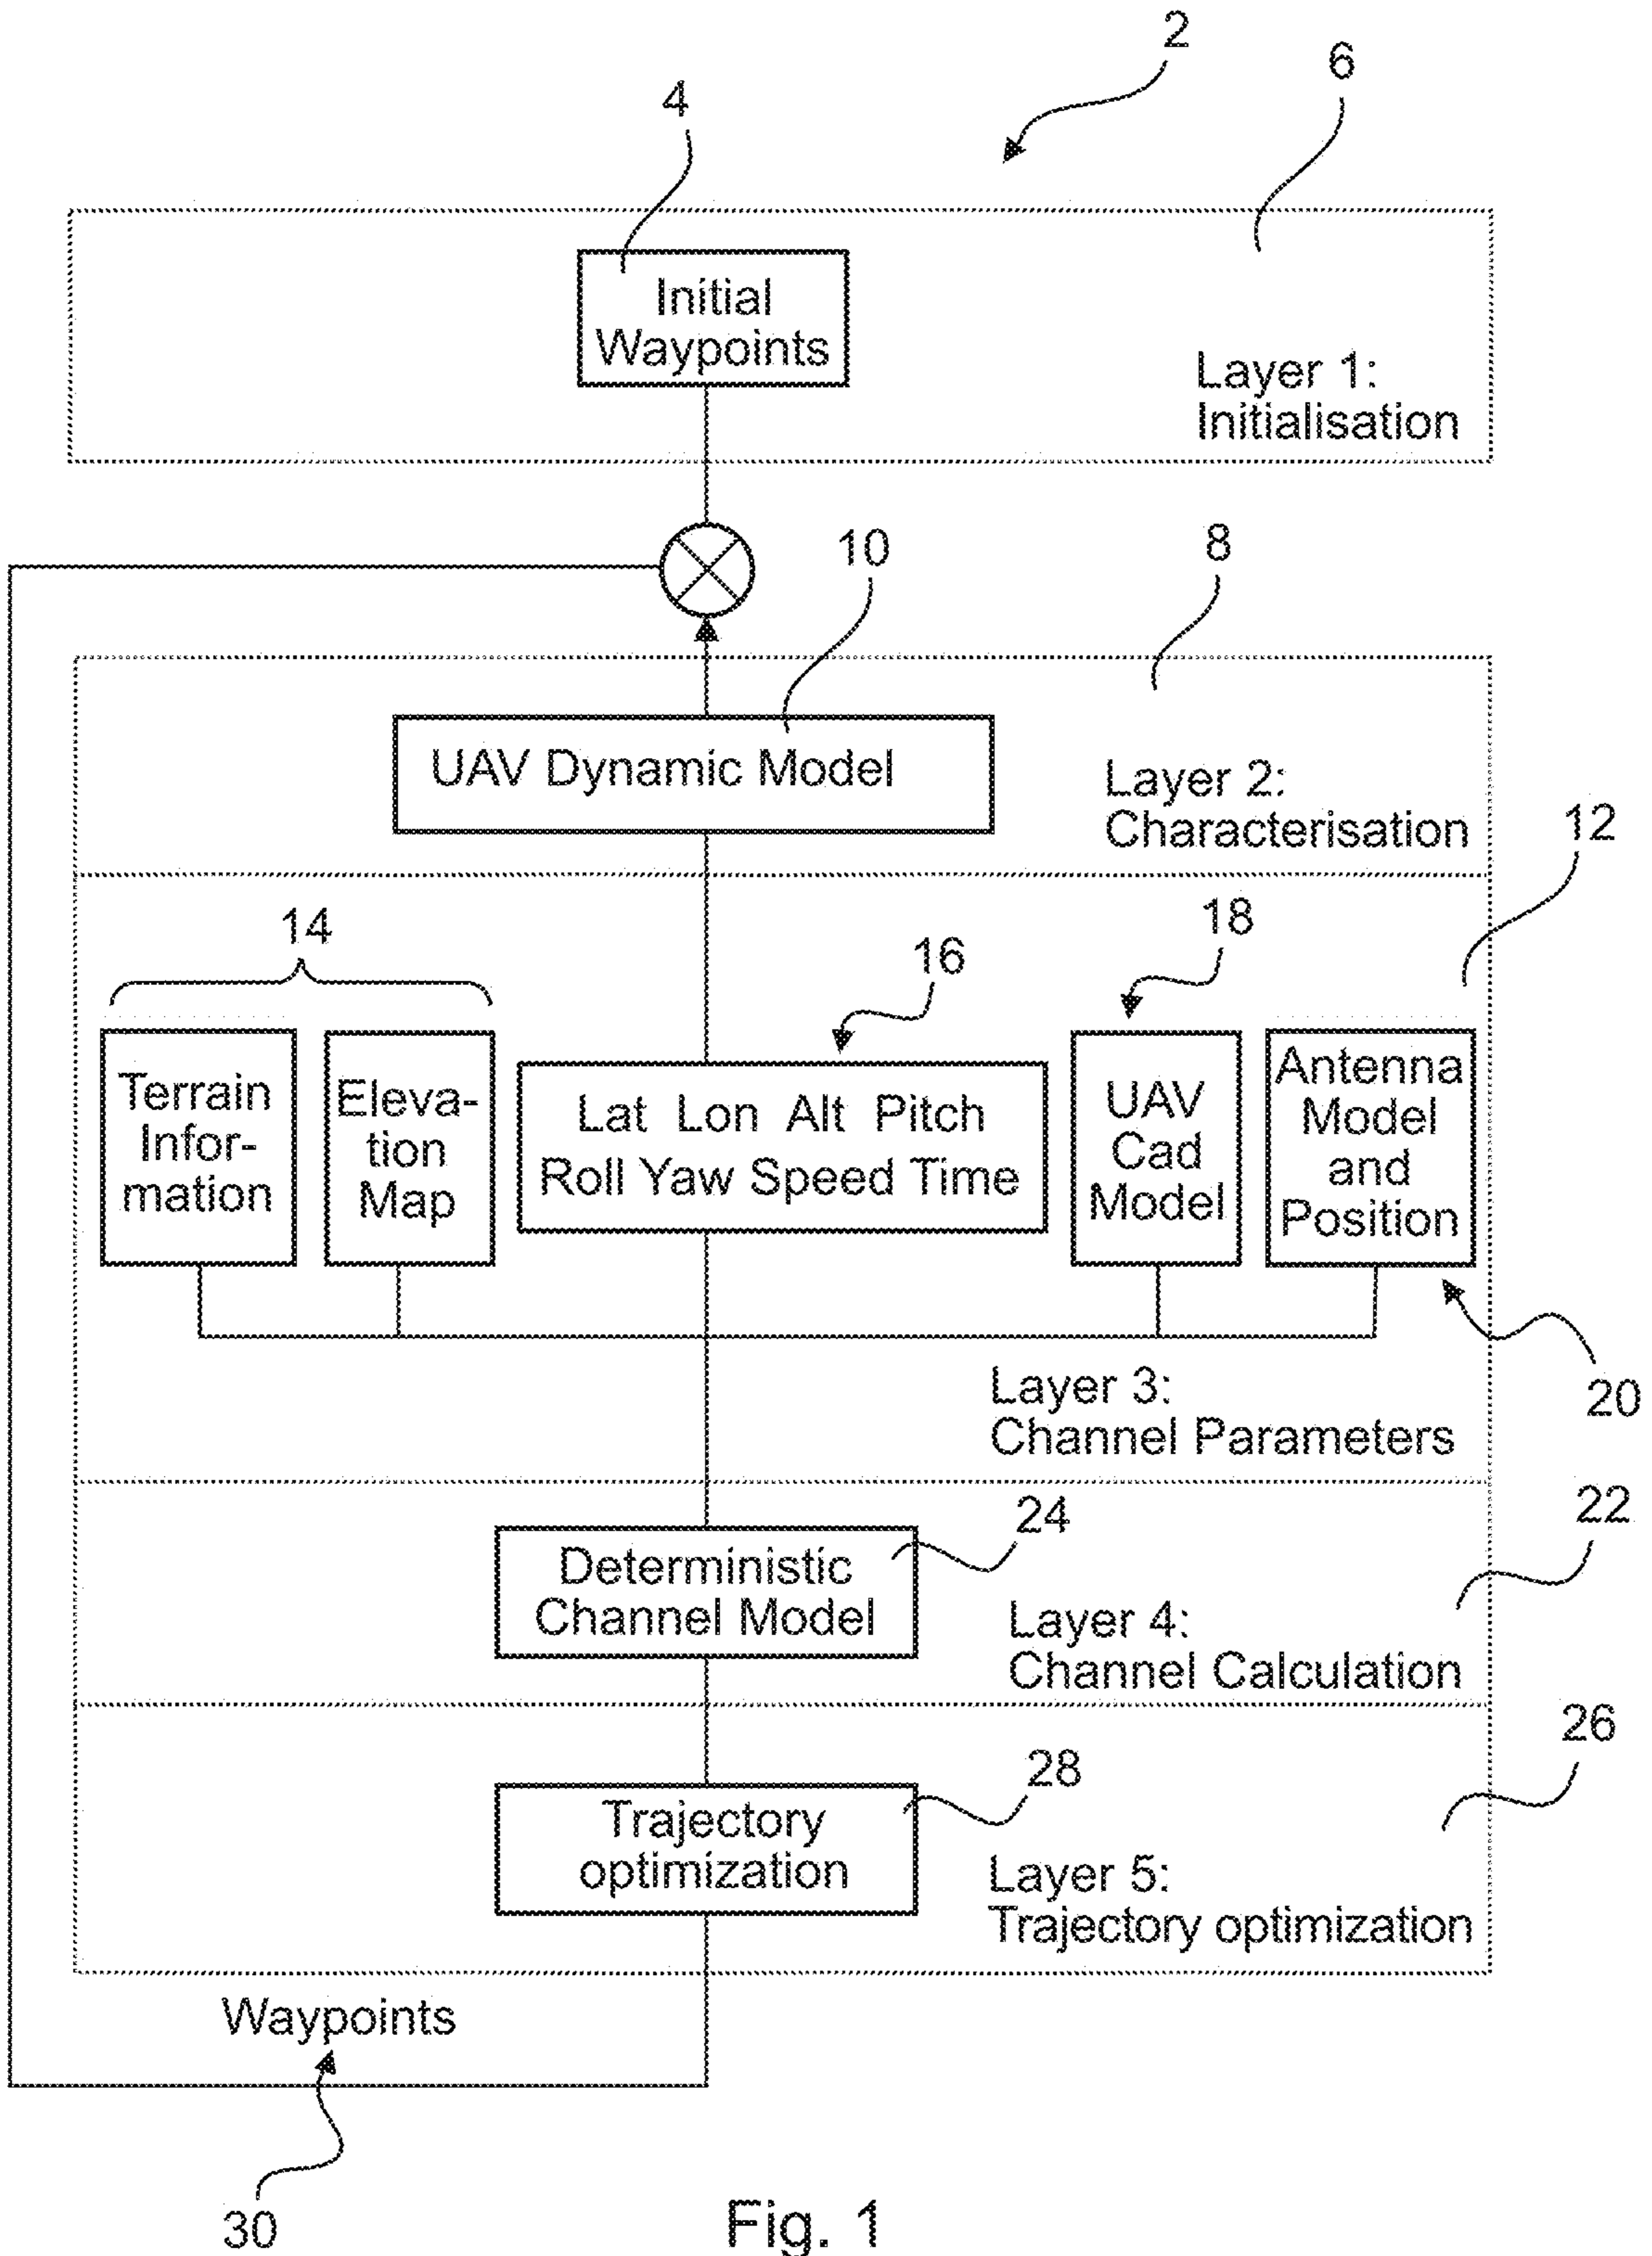 2
6
4
Initial
Waypoints
Layer 1:
Initialisation
10
8
UAV Dynamic Model
Layer 2:
Characterisation
12
14
16
18
Terrain
Infor-
mation
Eleva-
tion
Map
Lat Lon Alt Pitch
Roll Yaw Speed Time
UAV
Cad
Model
Antenna
Model
and
Position
20
Layer 3:
Channel Parameters
24
22
Deterministic
Channel Model
Layer 4:
Channel Calculation
26
28
Trajectory
optimization
Layer 5:
Trajectory optimization
Waypoints
30
Fig. 1